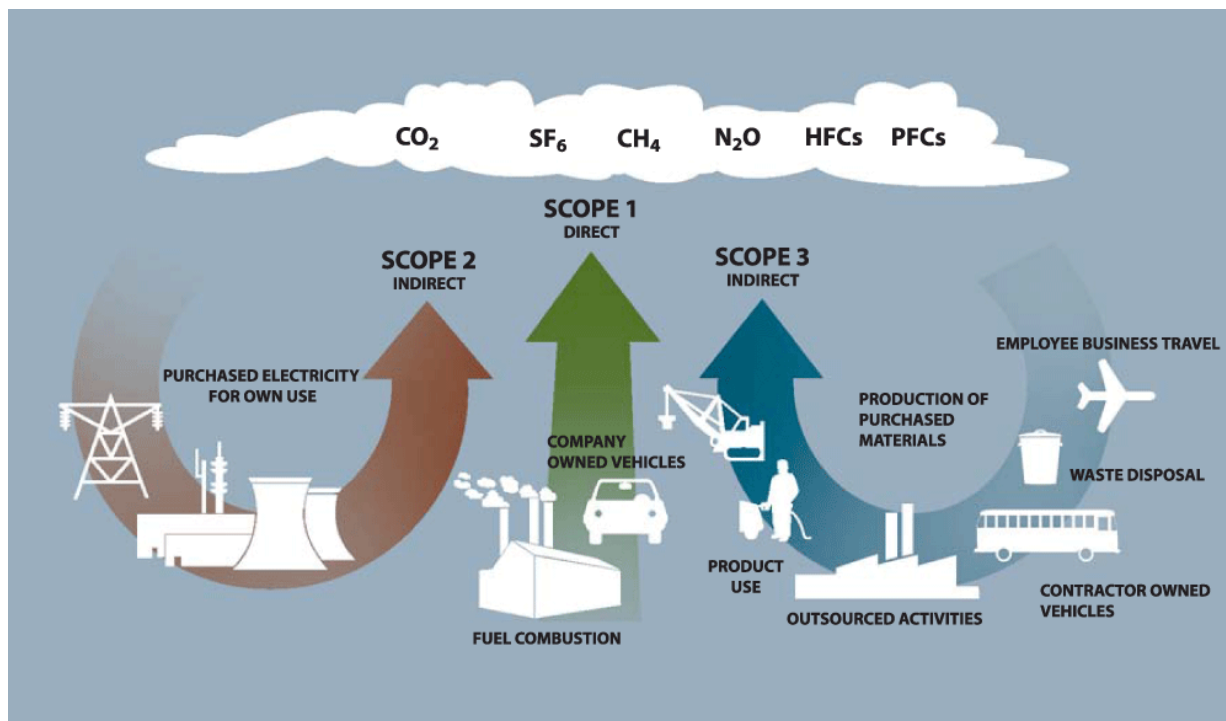 CO₂ SF₆ CH₄ N₂O HFCs PFCs
SCOPE 1
DIRECT
SCOPE 2
INDIRECT
SCOPE 3
INDIRECT
PURCHASED ELECTRICITY
FOR OWN USE
COMPANY
OWNED VEHICLES
FUEL COMBUSTION
EMPLOYEE BUSINESS TRAVEL
PRODUCTION OF
PURCHASED
MATERIALS
WASTE DISPOSAL
PRODUCT
USE
OUTSOURCED ACTIVITIES
CONTRACTOR OWNED
VEHICLES